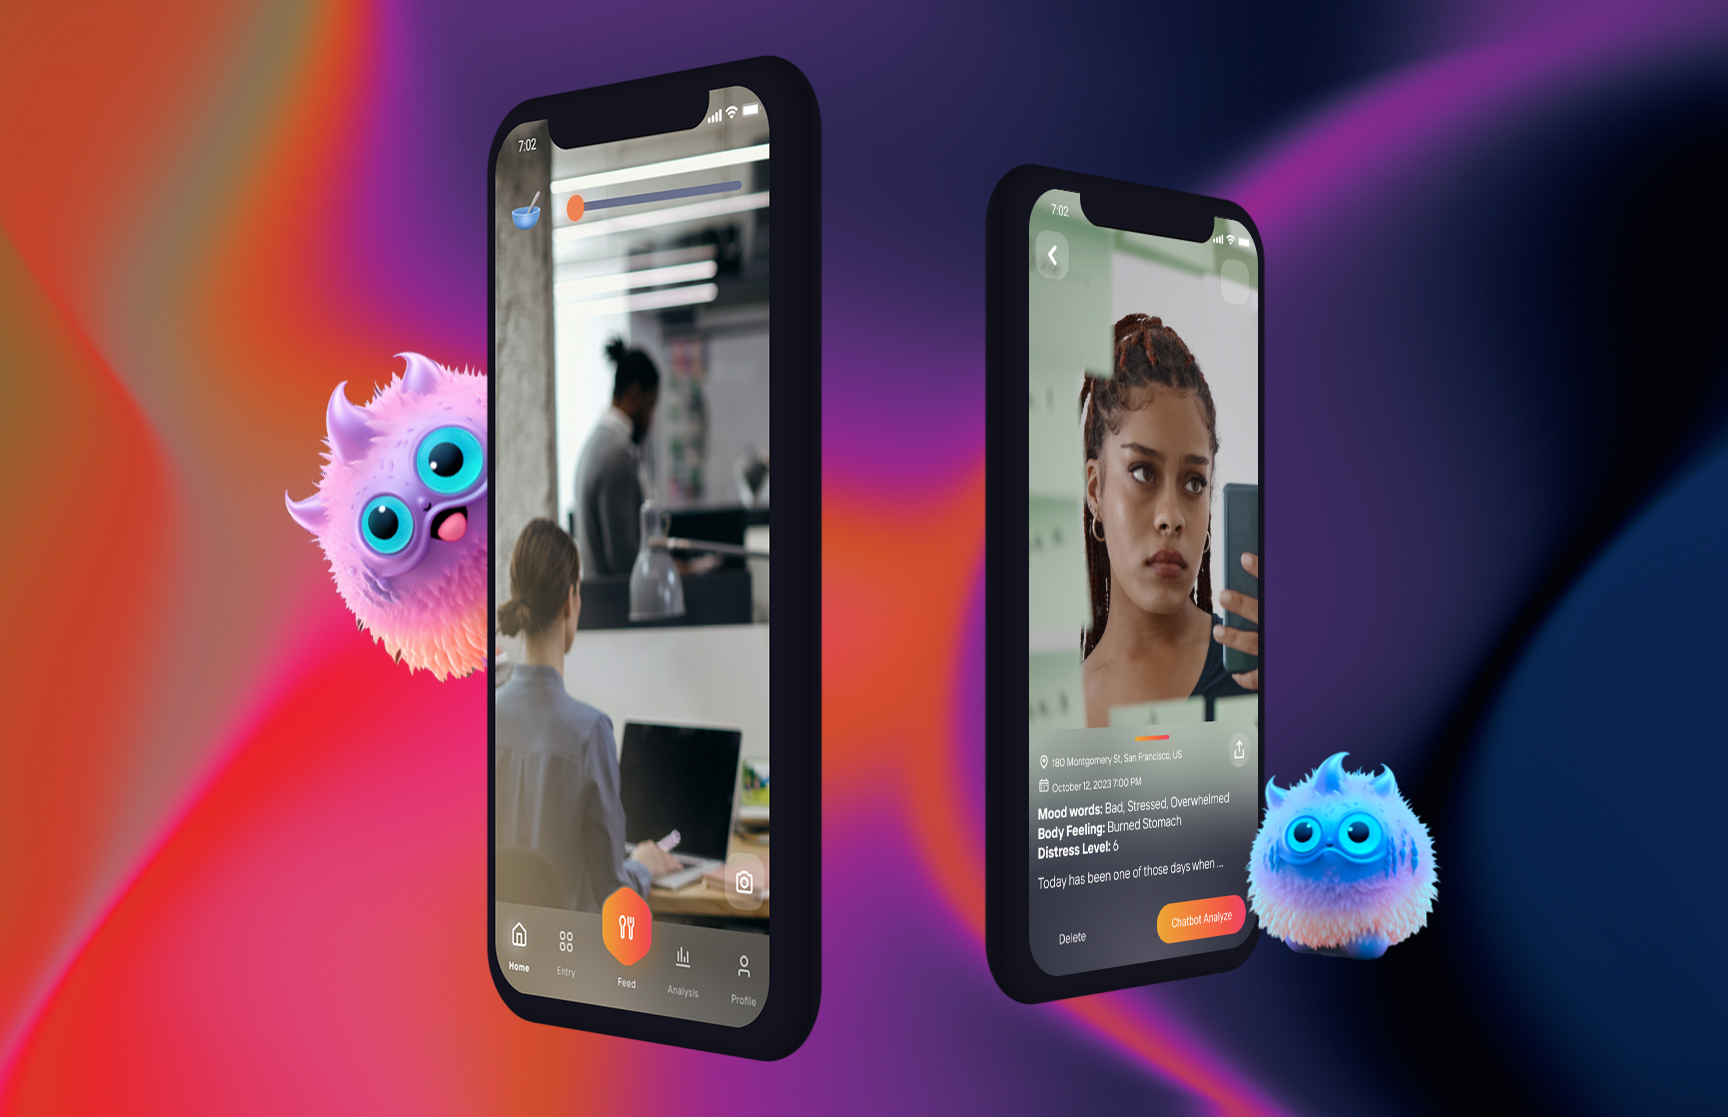 7:02
Home
Entry
Feed
Analysis
Profile
7:02
180 Montgomery St, San Francisco, US
October 12, 2023 7:00 PM
Mood words: Bad, Stressed, Overwhelmed
Body Feeling: Burned Stomach
Distress Level: 6
Today has been one of those days when ...
Delete
Chatbot Analyze